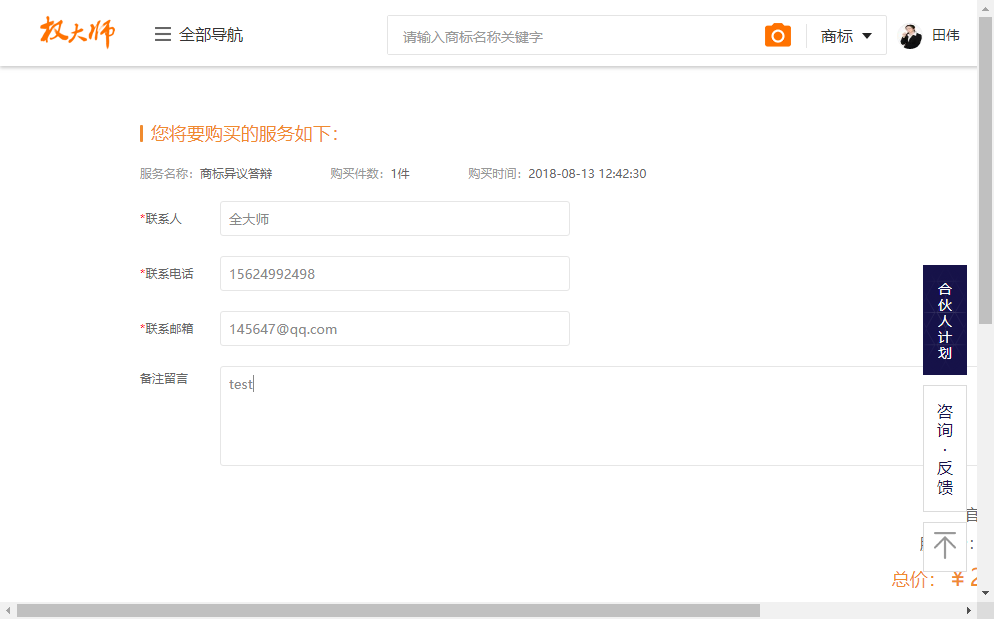 权大师
全部导航
请输入商标名称关键字
商标
田伟
您将要购买的服务如下：
服务名称：商标异议答辩 购买件数：1件 购买时间：2018-08-13 12:42:30
*联系人 全大师
*联系电话 15624992498
*联系邮箱 145647@qq.com
备注留言 test
合伙人计划
咨询·反馈
总价：￥2